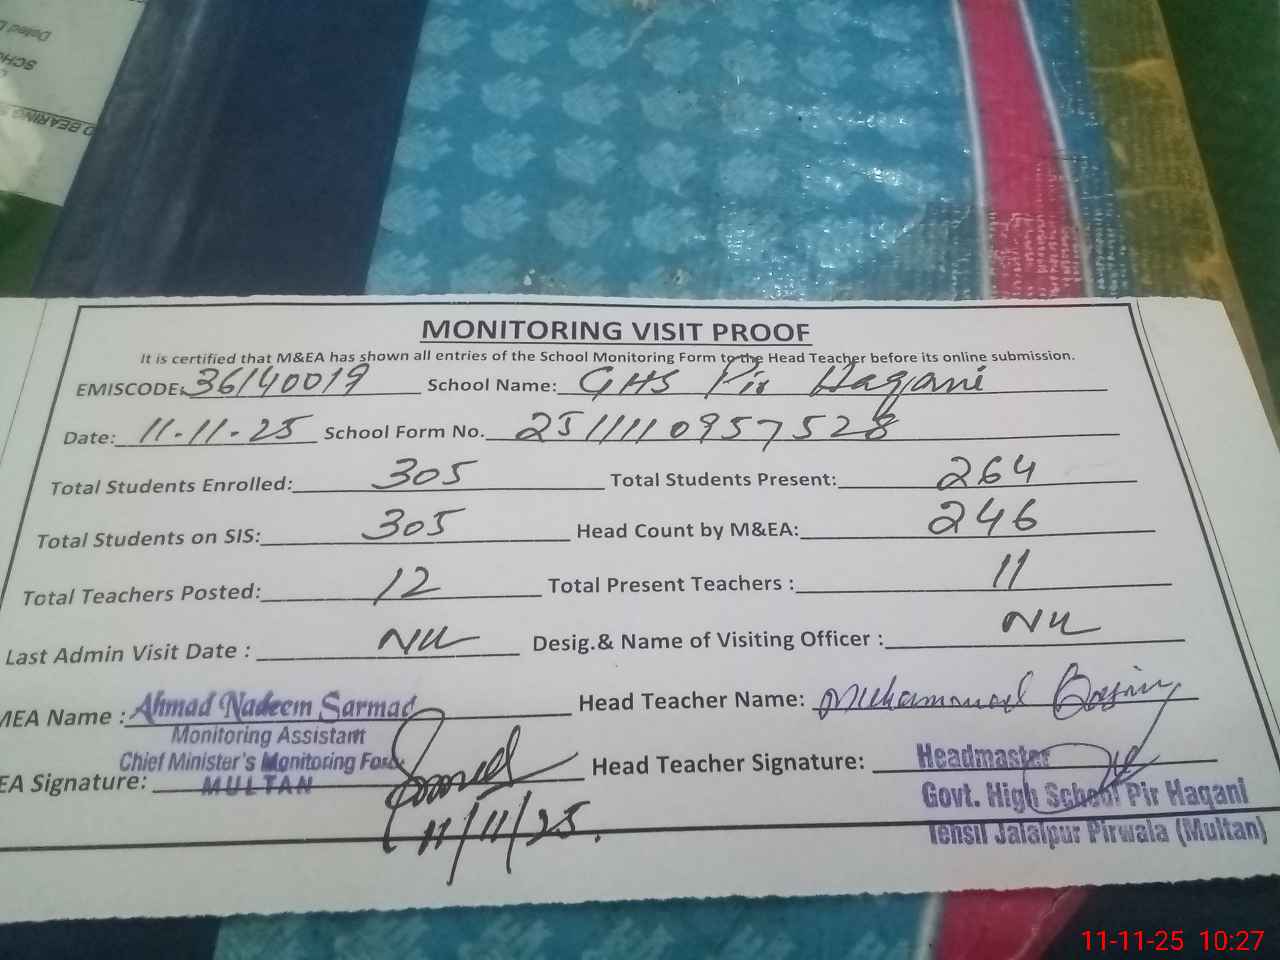 Dated
SCH
D BEARING
MONITORING VISIT PROOF
It is certified that M&EA has shown all entries of the School Monitoring Form to the Head Teacher before its online submission.
EMISCODE: 36140019 School Name: GHS Pir Haqani
Date: 11-11-25 School Form No. 2511110957528
Total Students Enrolled: 305 Total Students Present: 264
Total Students on SIS: 305 Head Count by M&EA: 246
Total Teachers Posted: 12 Total Present Teachers : 11
Last Admin Visit Date : Nil Desig.& Name of Visiting Officer : Nil
MEA Name : Ahmad Nadeem Sarmad Head Teacher Name: Muhammad
Monitoring Assistant
Chief Minister's Monitoring Force
EA Signature: MULTAN Head Teacher Signature: Headmaster
Govt. High School Pir Haqani
Tehsil Jalalpur Pirwala (Multan)
11/11/25.
11-11-25 10:27